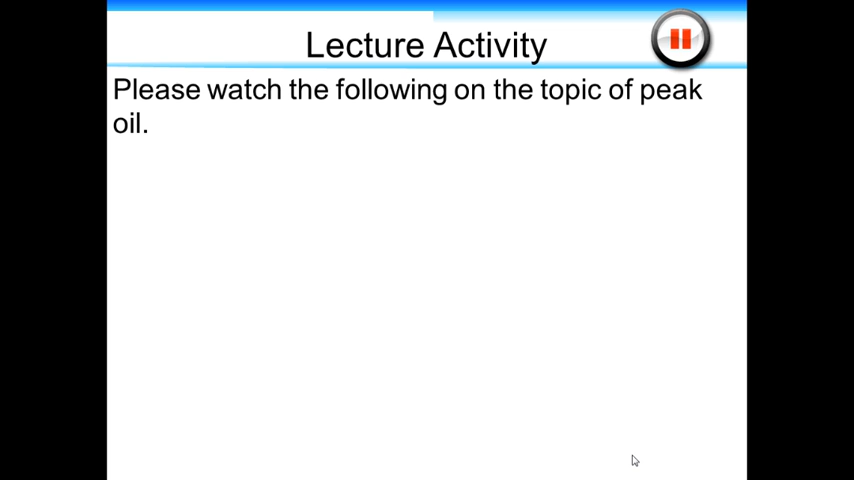 Lecture Activity
Please watch the following on the topic of peak
oil.